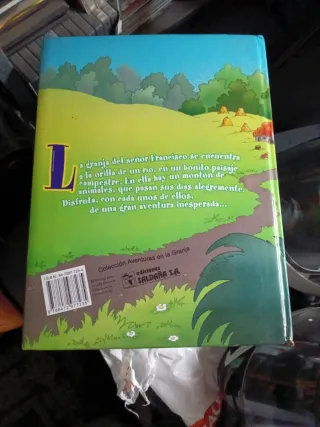 La granja del señor Francisco se encuentra
a la orilla de un río, en un bonito paisaje
campestre. En ella hay un montón de
animales, que pasan sus días alegremente.
Disfruta, con cada unos de ellos,
de una gran aventura inesperada...
Colección Aventuras en la Granja
ediciones
SALDAÑA S.A.